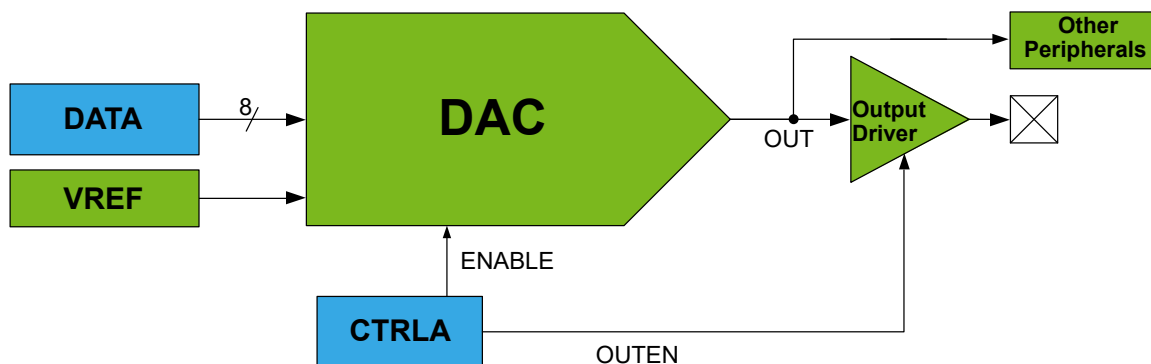 Other
Peripherals
DATA
8
DAC
Output
Driver
OUT
VREF
ENABLE
CTRLA
OUTEN